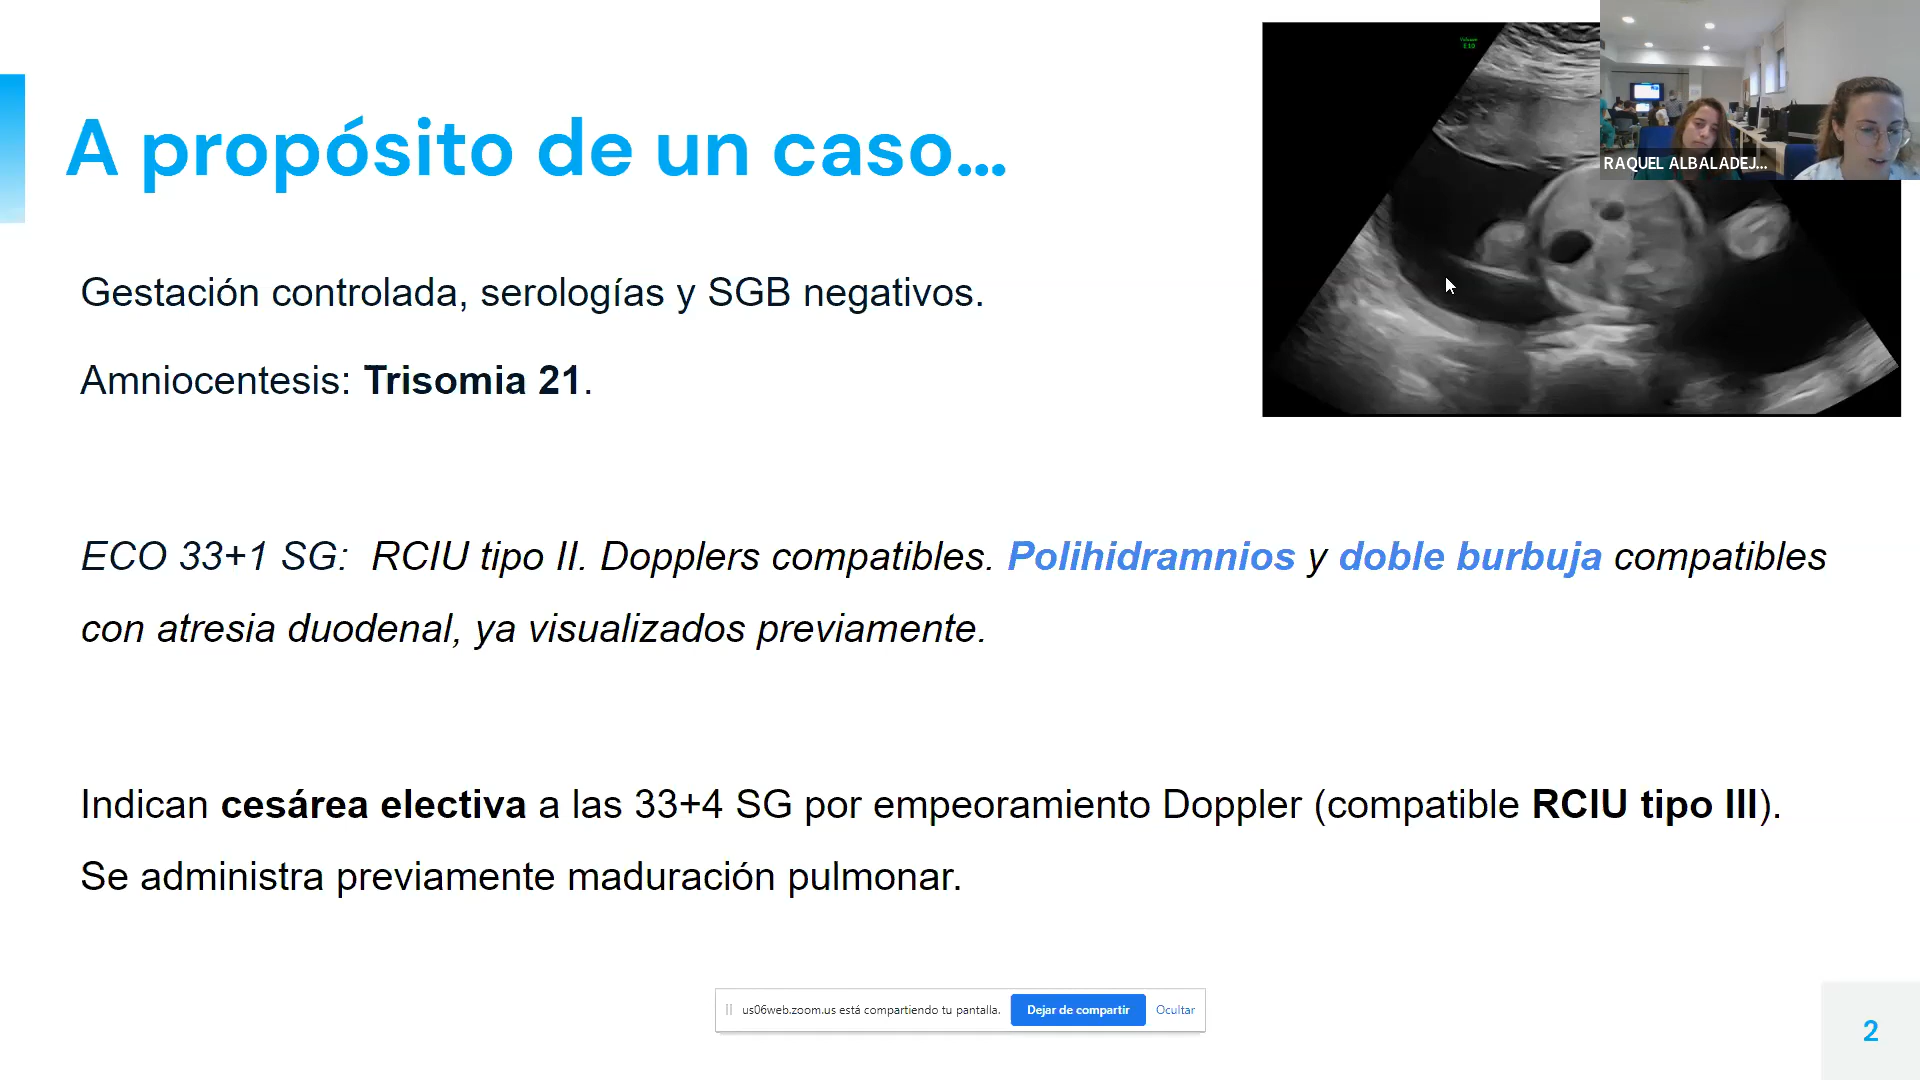 A propósito de un caso...
RAQUEL ALBALADEJ...
Gestación controlada, serologías y SGB negativos.
Amniocentesis: Trisomia 21.
ECO 33+1 SG: RCIU tipo II. Dopplers compatibles. Polihidramnios y doble burbuja compatibles
con atresia duodenal, ya visualizados previamente.
Indican cesárea electiva a las 33+4 SG por empeoramiento Doppler (compatible RCIU tipo III).
Se administra previamente maduración pulmonar.
us06web.zoom.us está compartiendo tu pantalla. Dejar de compartir Ocultar
2